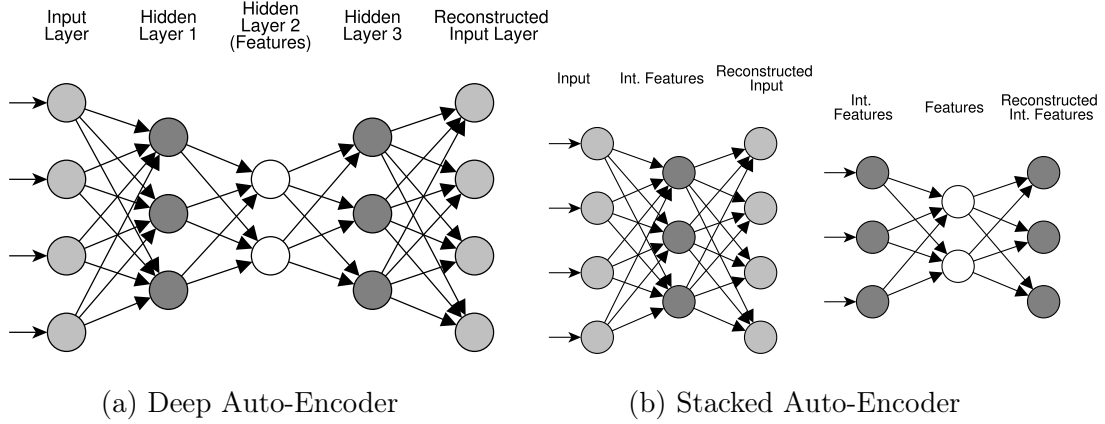 Input
Layer
Hidden
Layer 1
Hidden
Layer 2
(Features)
Hidden
Layer 3
Reconstructed
Input Layer
Input
Int. Features
Reconstructed
Input
Int.
Features
Features
Reconstructed
Int. Features
(a) Deep Auto-Encoder
(b) Stacked Auto-Encoder